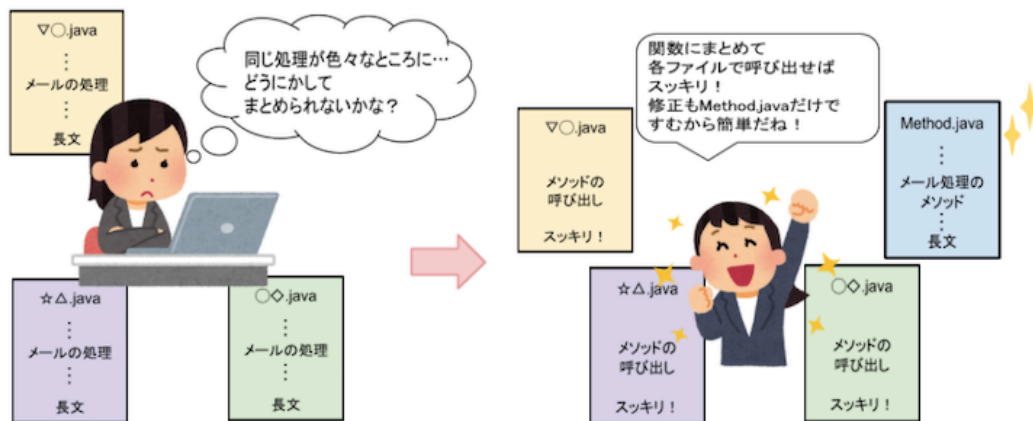 ▽○.java
⋮
メールの処理
⋮
長文
同じ処理が色々なところに…
どうにかして
まとめられないかな?
☆△.java
⋮
メールの処理
⋮
長文
○◇.java
⋮
メールの処理
⋮
長文
関数にまとめて
各ファイルで呼び出せば
スッキリ!
修正もMethod.javaだけで
すむから簡単だね!
▽○.java
メソッドの
呼び出し
スッキリ!
Method.java
⋮
メール処理の
メソッド
⋮
長文
☆△.java
メソッドの
呼び出し
スッキリ!
○◇.java
メソッドの
呼び出し
スッキリ!